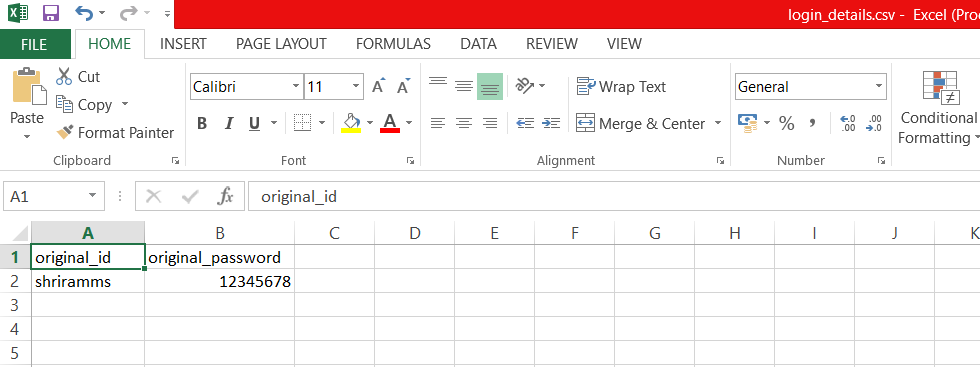 login_details.csv - Excel (Pro
FILE HOME INSERT PAGE LAYOUT FORMULAS DATA REVIEW VIEW
Paste
Cut
Copy
Format Painter
Clipboard
Calibri 11 A A
B I U A
Font
Wrap Text
Merge & Center
Alignment
General
% , .00 .0
Number
Conditional
Formatting
A1 fx original_id
A B C D E F G H I J K
1 original_id original_password
2 shriramms 12345678
3
4
5